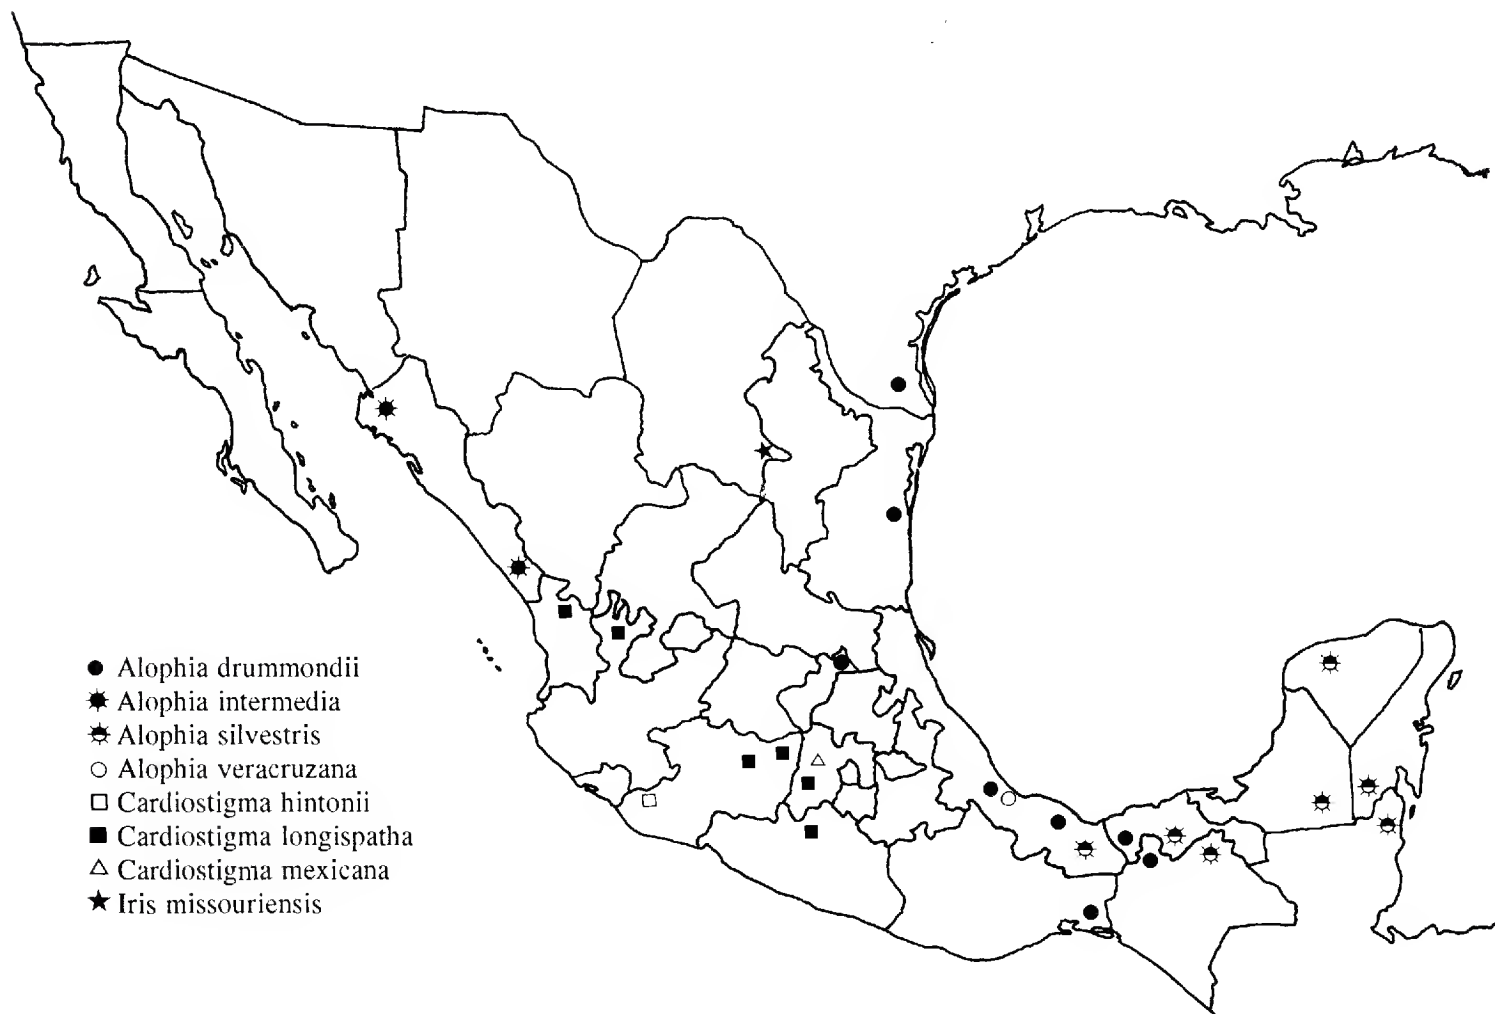 Alophia drummondii
Alophia intermedia
Alophia silvestris
Alophia veracruzana
Cardiostigma hintonii
Cardiostigma longispatha
Cardiostigma mexicana
Iris missouriensis